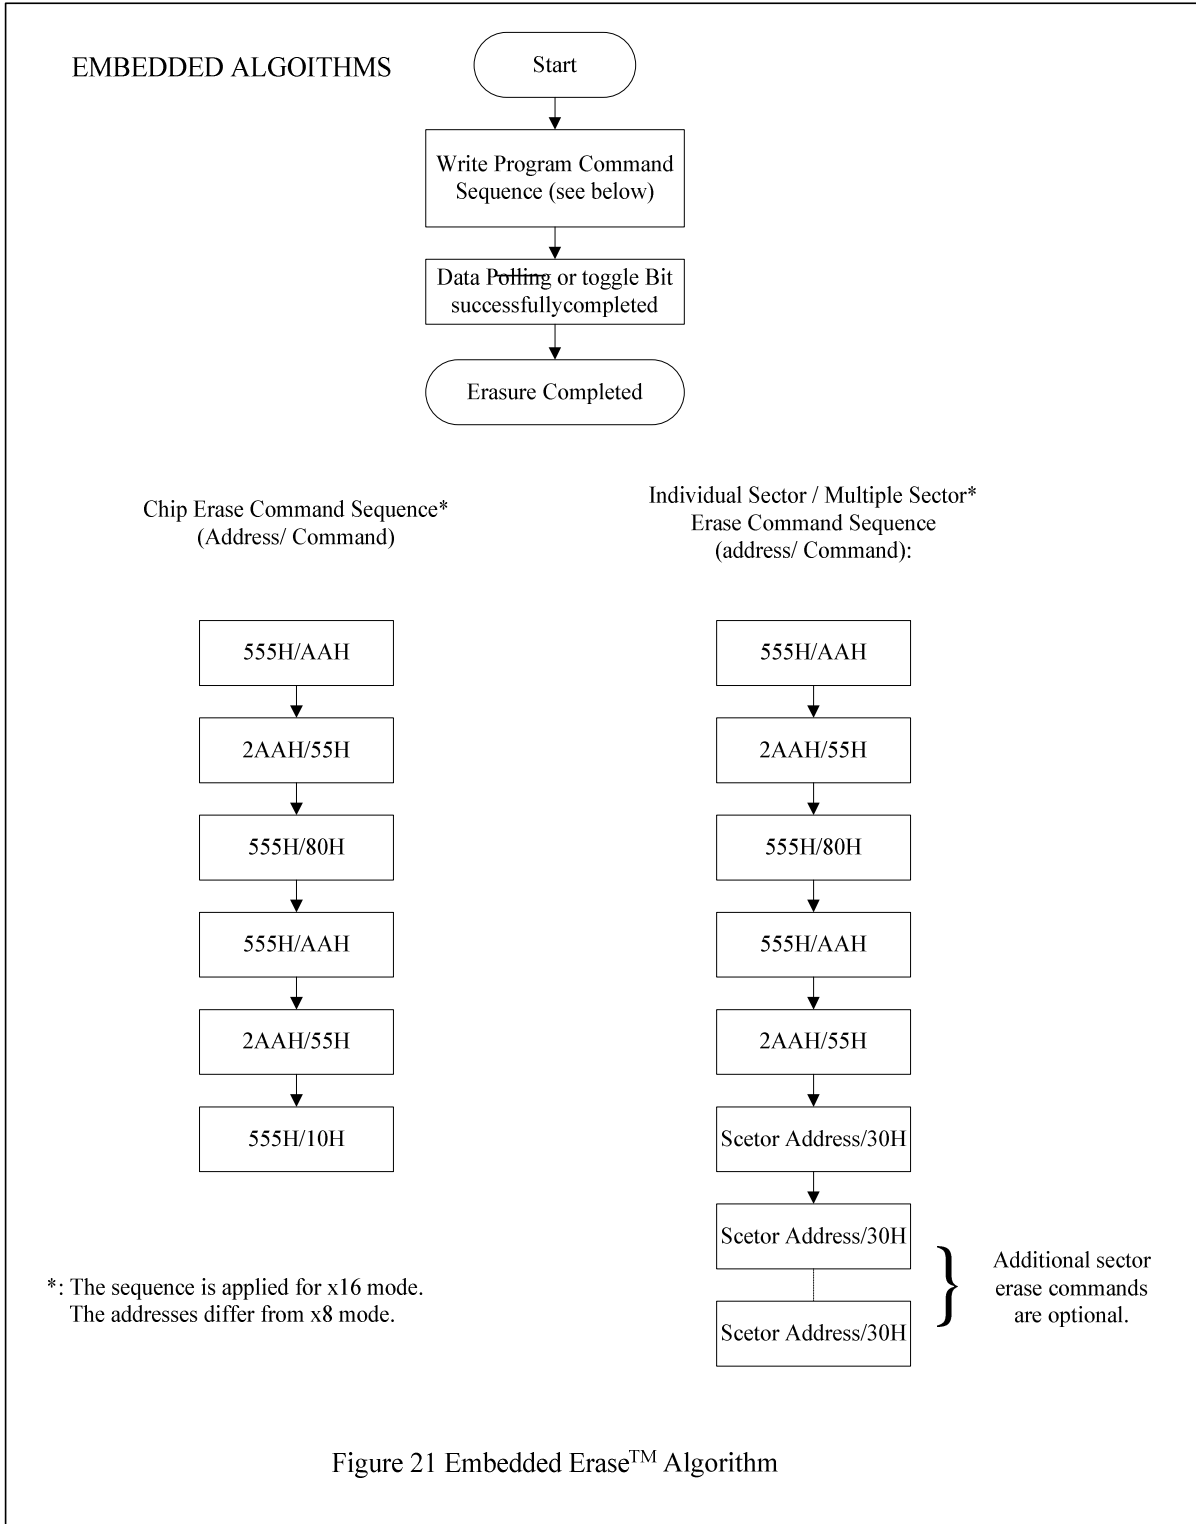 EMBEDDED ALGOITHMS
Start
Write Program Command
Sequence (see below)
Data Polling or toggle Bit
successfullycompleted
Erasure Completed
Chip Erase Command Sequence*
(Address/ Command)
555H/AAH
2AAH/55H
555H/80H
555H/AAH
2AAH/55H
555H/10H
*: The sequence is applied for x16 mode.
The addresses differ from x8 mode.
Individual Sector / Multiple Sector*
Erase Command Sequence
(address/ Command):
555H/AAH
2AAH/55H
555H/80H
555H/AAH
2AAH/55H
Scetor Address/30H
Scetor Address/30H
Scetor Address/30H
}
Additional sector
erase commands
are optional.
Figure 21 Embedded Erase™ Algorithm